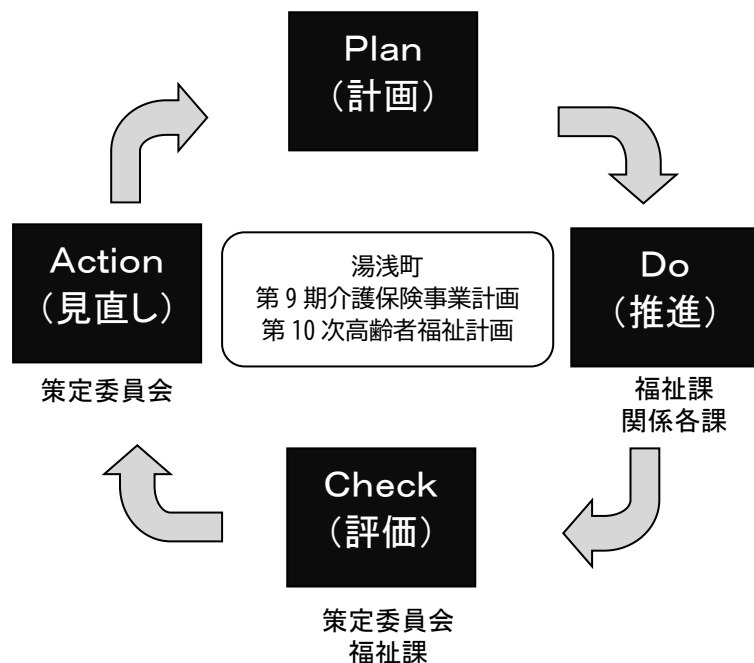 Plan
(計画)
Action
(見直し)
策定委員会
湯浅町
第9期介護保険事業計画
第10次高齢者福祉計画
Do
(推進)
福祉課
関係各課
Check
(評価)
策定委員会
福祉課